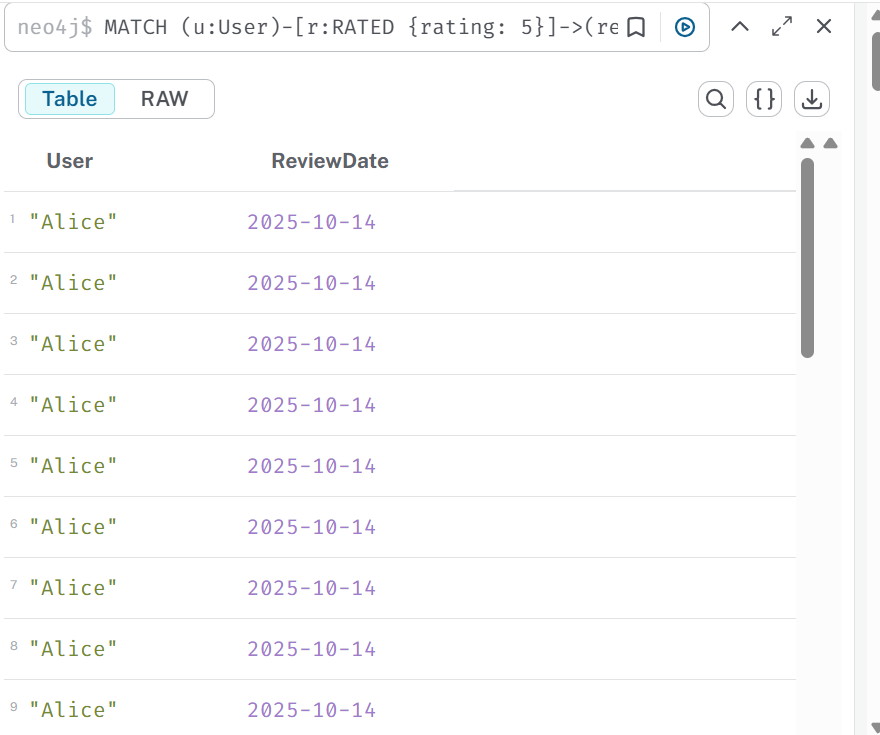 neo4j$ MATCH (u:User)-[r:RATED {rating: 5}]->(re
Table RAW
User ReviewDate
1 "Alice" 2025-10-14
2 "Alice" 2025-10-14
3 "Alice" 2025-10-14
4 "Alice" 2025-10-14
5 "Alice" 2025-10-14
6 "Alice" 2025-10-14
7 "Alice" 2025-10-14
8 "Alice" 2025-10-14
9 "Alice" 2025-10-14